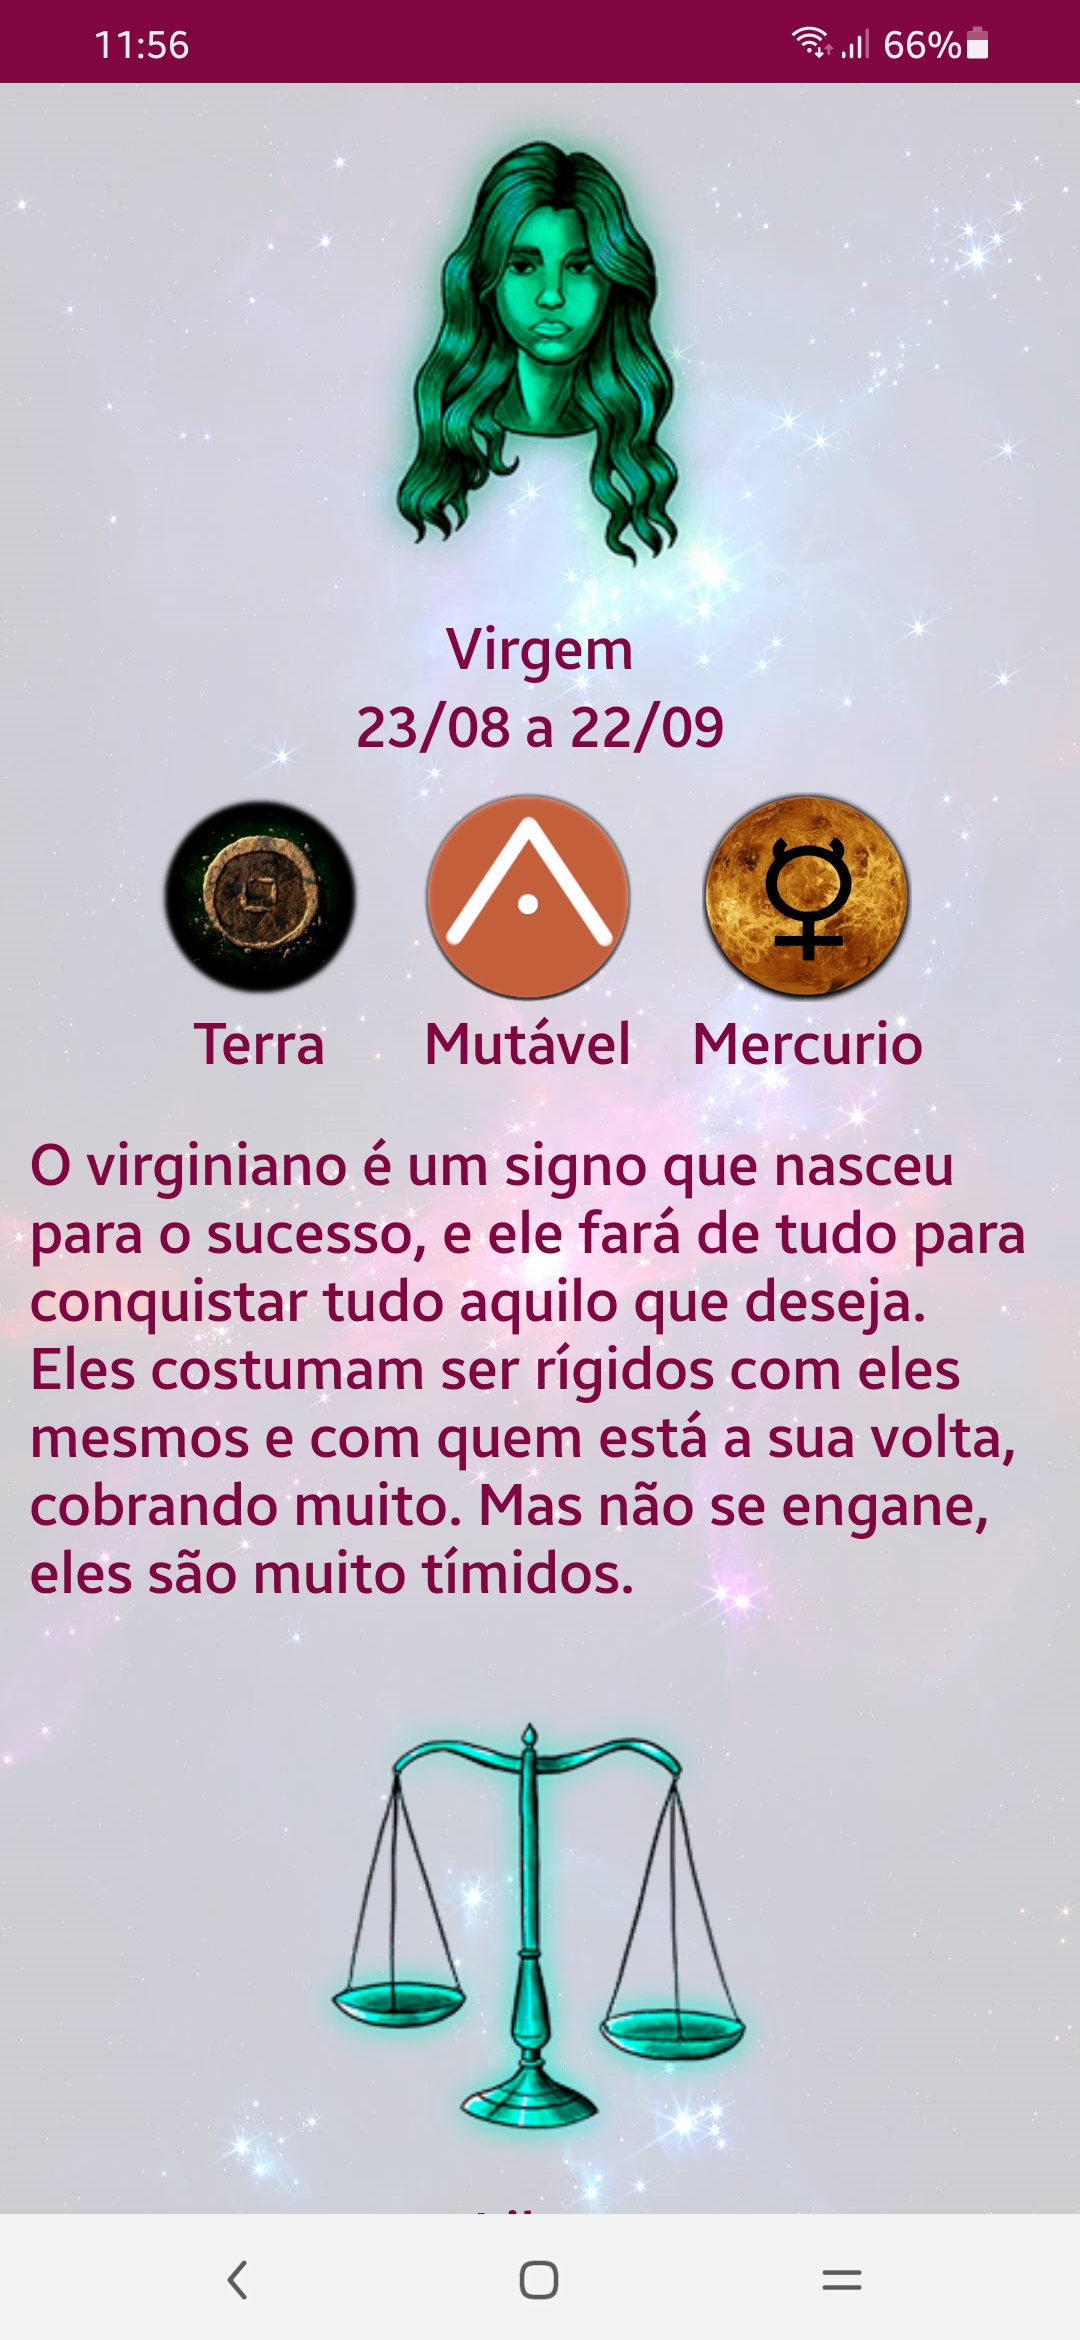 11:56
66%
Virgem
23/08 a 22/09
Terra
Mutável
Mercurio
O virginiano é um signo que nasceu
para o sucesso, e ele fará de tudo para
conquistar tudo aquilo que deseja.
Eles costumam ser rígidos com eles
mesmos e com quem está a sua volta,
cobrando muito. Mas não se engane,
eles são muito tímidos.